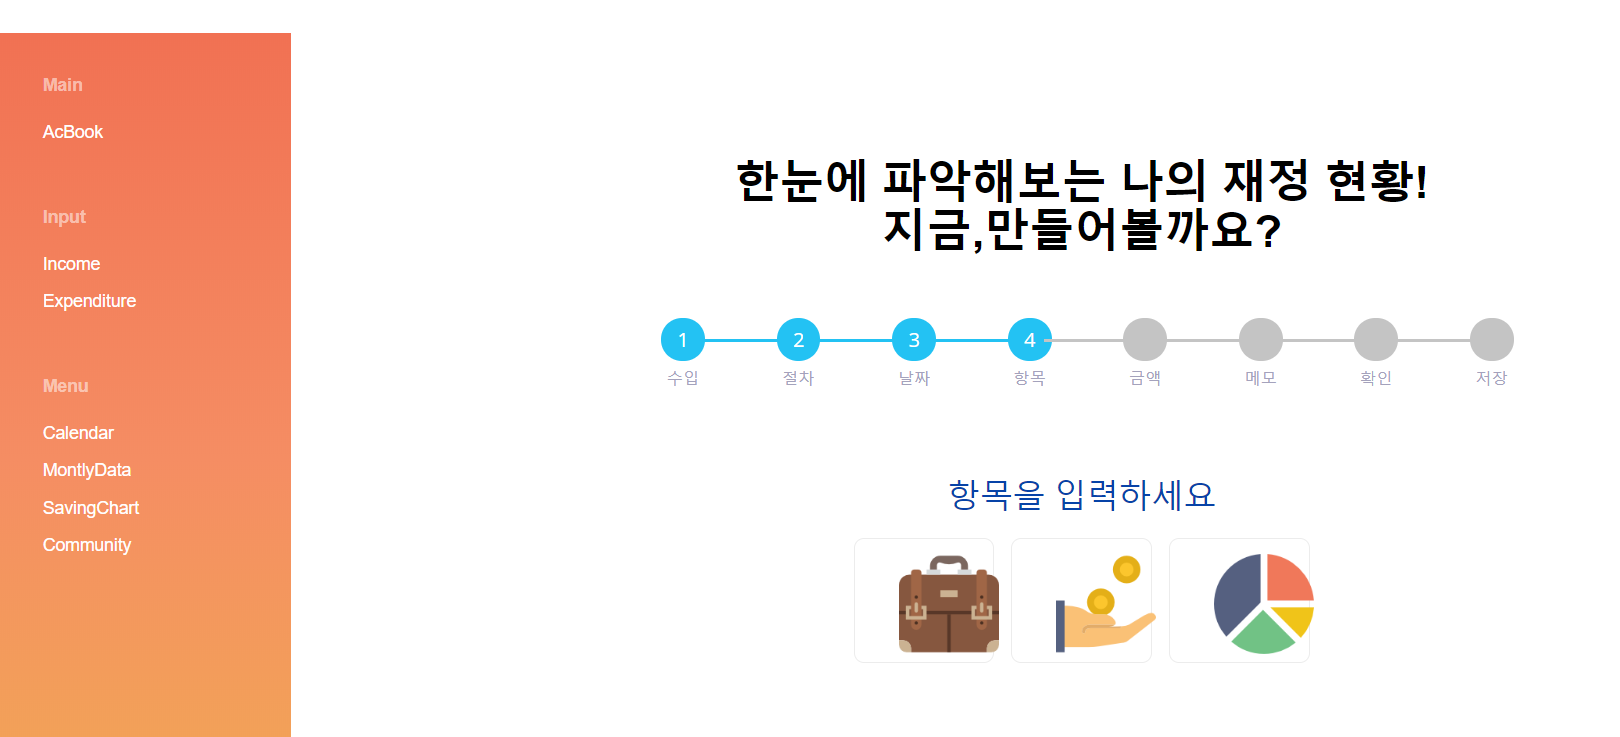 Main
AcBook
Input
Income
Expenditure
Menu
Calendar
MontlyData
SavingChart
Community
한눈에 파악해보는 나의 재정 현황!
지금,만들어볼까요?
1 2 3 4
수입 절차 날짜 항목 금액 메모 확인 저장
항목을 입력하세요